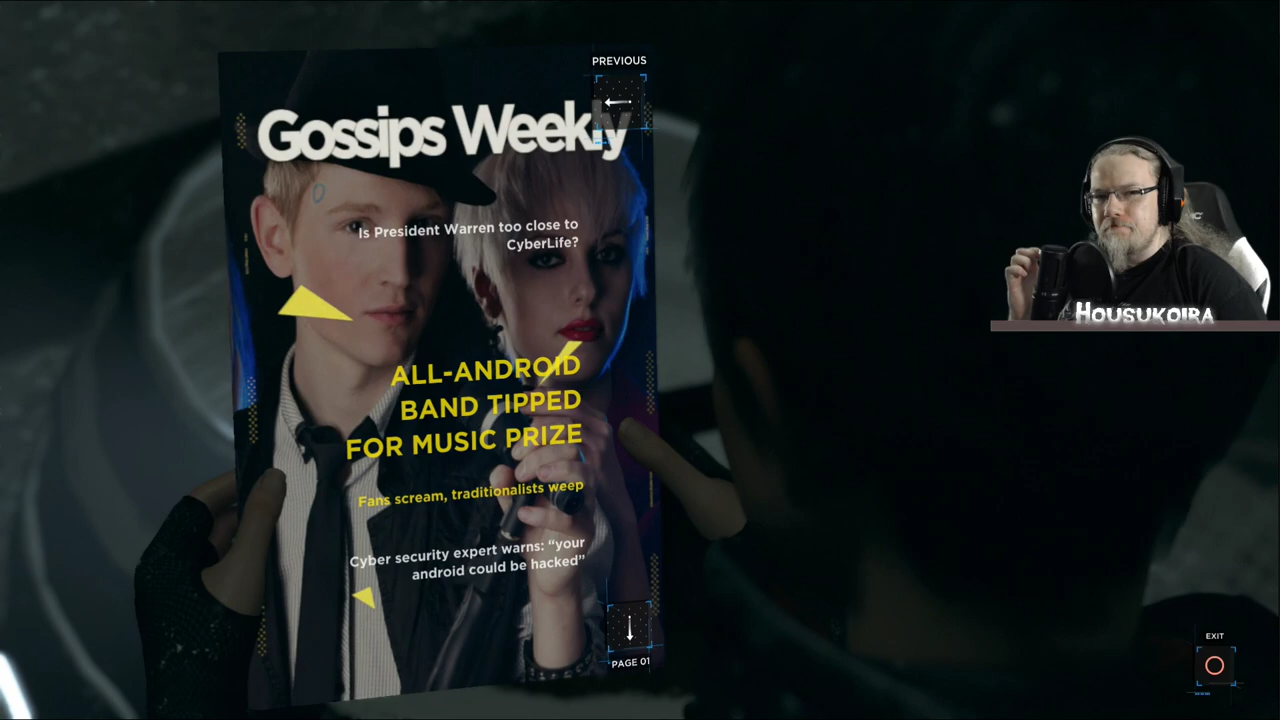 PREVIOUS
Gossips Weekly
Is President Warren too close to
CyberLife?
ALL-ANDROID
BAND TIPPED
FOR MUSIC PRIZE
Fans scream, traditionalists weep
Cyber security expert warns: “your
android could be hacked”
PAGE 01
HOUSUKOIRA
EXIT